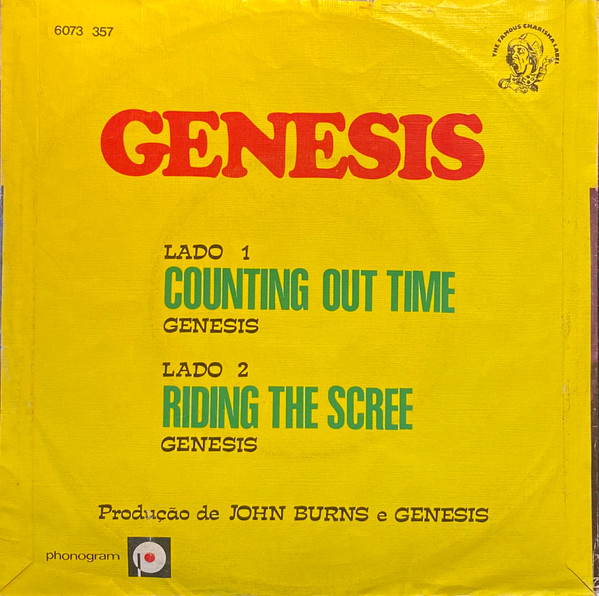 6073 357
THE FAMOUS CHARISMA LABEL
GENESIS
LADO 1
COUNTING OUT TIME
GENESIS
LADO 2
RIDING THE SCREE
GENESIS
Produção de JOHN BURNS e GENESIS
phonogram